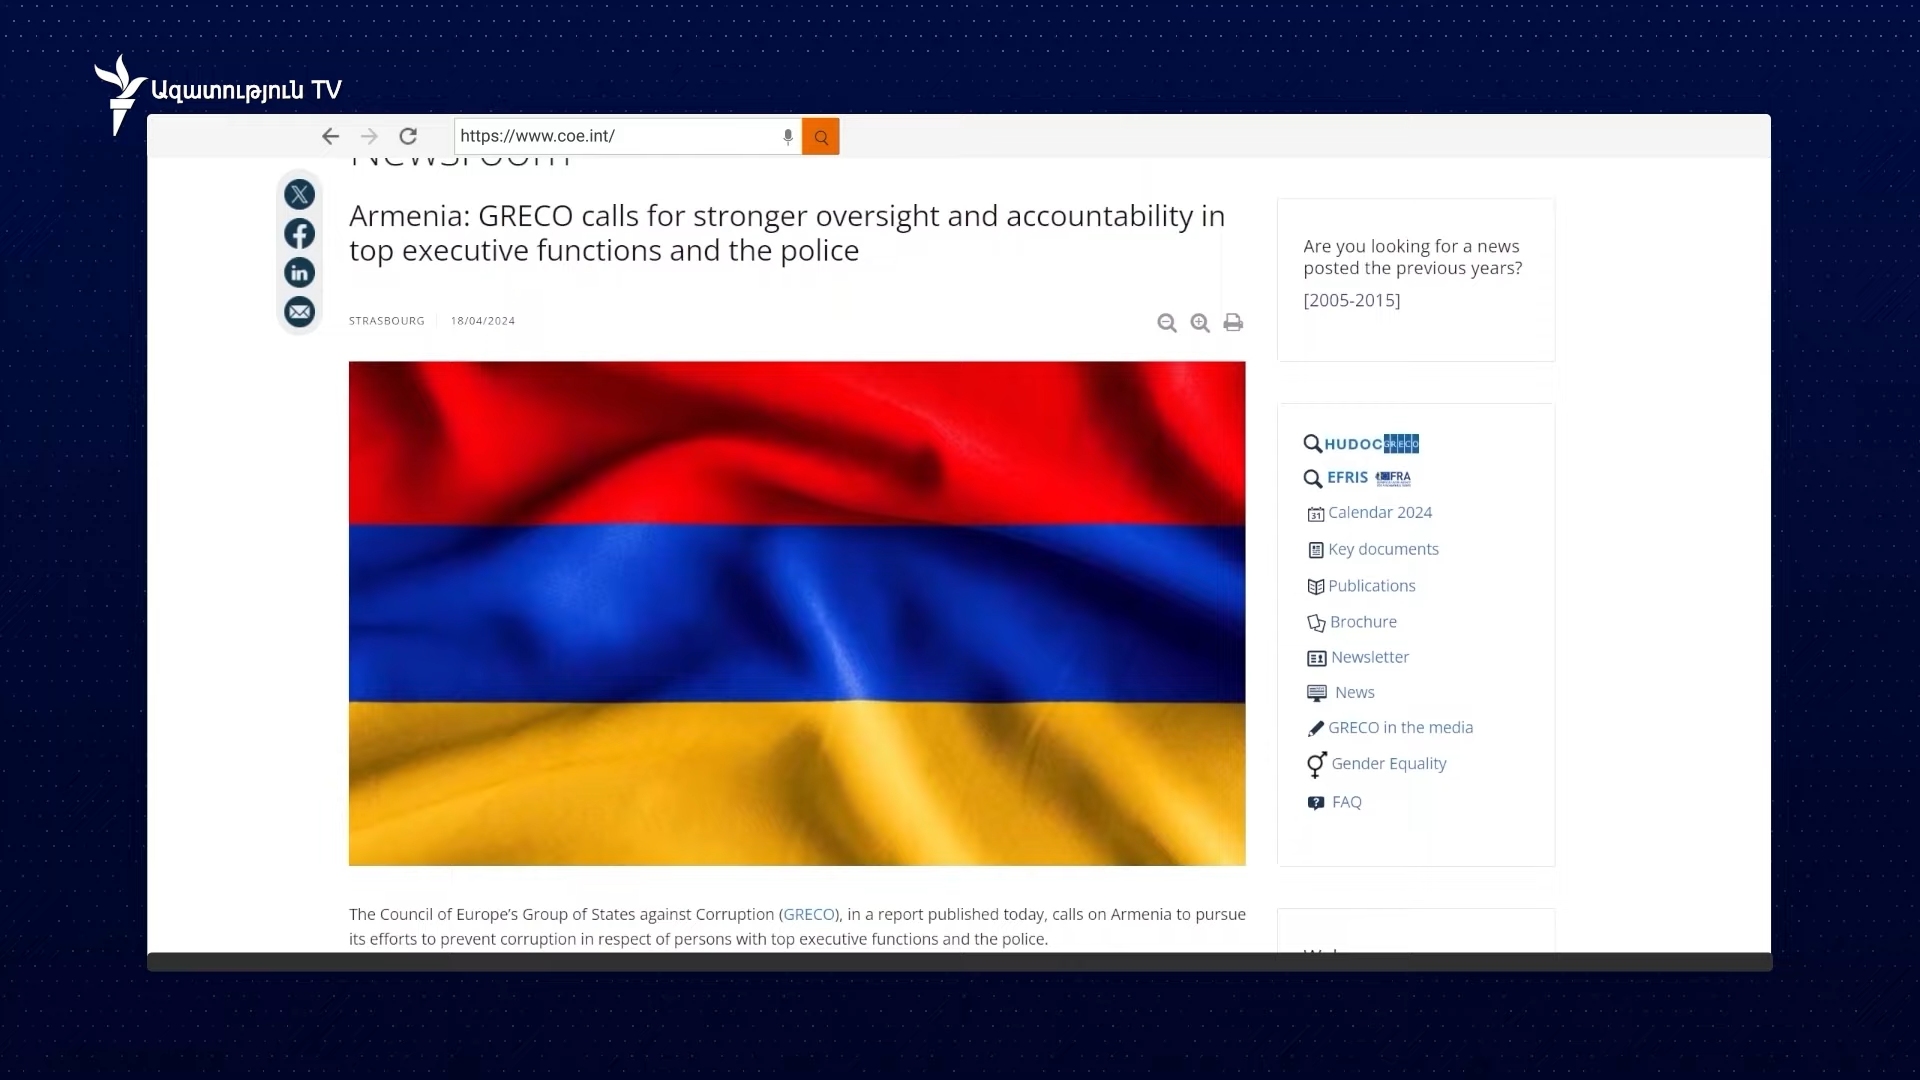 Ազատություն TV
https://www.coe.int/
Newsroom
Armenia: GRECO calls for stronger oversight and accountability in
top executive functions and the police
STRASBOURG 18/04/2024
The Council of Europe’s Group of States against Corruption (GRECO), in a report published today, calls on Armenia to pursue
its efforts to prevent corruption in respect of persons with top executive functions and the police.
Are you looking for a news
posted the previous years?
[2005-2015]
HUDOC GRECO
EFRIS FRA
31 Calendar 2024
Key documents
Publications
Brochure
Newsletter
News
GRECO in the media
Gender Equality
FAQ